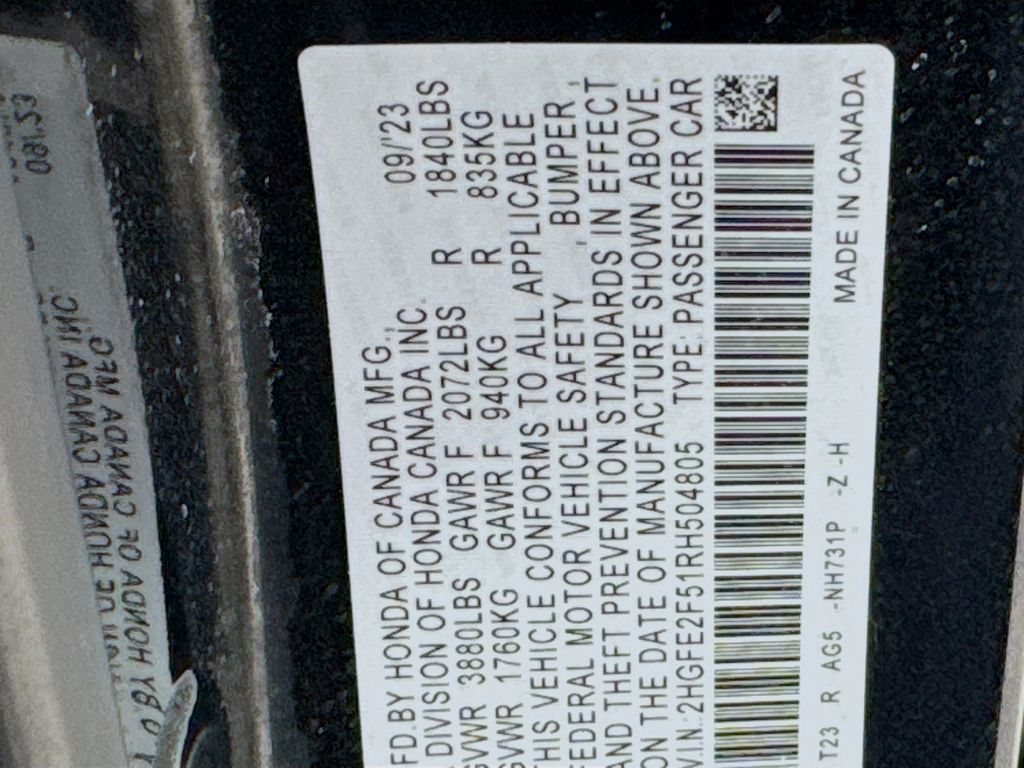 FD.BY HONDA OF CANADA MFG., 09/'23
DIVISION OF HONDA CANADA INC.
GVWR 3880LBS GAWR F 2072LBS R 1840LBS
GVWR 1760KG GAWR F 940KG R 835KG
THIS VEHICLE CONFORMS TO ALL APPLICABLE
FEDERAL MOTOR VEHICLE SAFETY , BUMPER ,
AND THEFT PREVENTION STANDARDS IN EFFECT
ON THE DATE OF MANUFACTURE SHOWN ABOVE.
V.I.N.:2HGFE2F51RH504805 TYPE: PASSENGER CAR
T23 R AG5 -NH731P -Z -H MADE IN CANADA